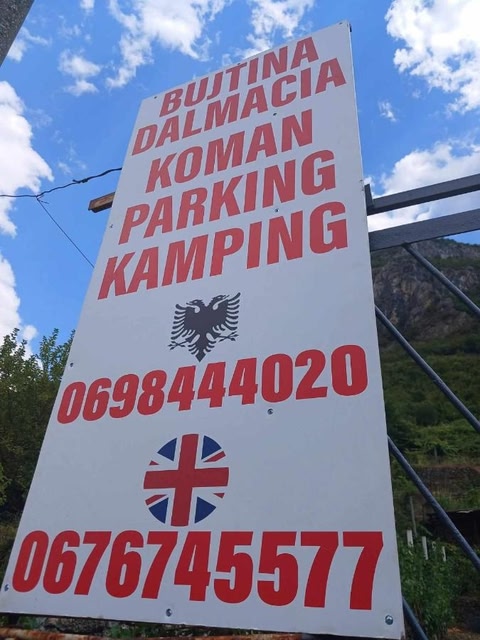 BUJTINA
DALMACIA
KOMAN
PARKING
KAMPING
0698444020
0676745577